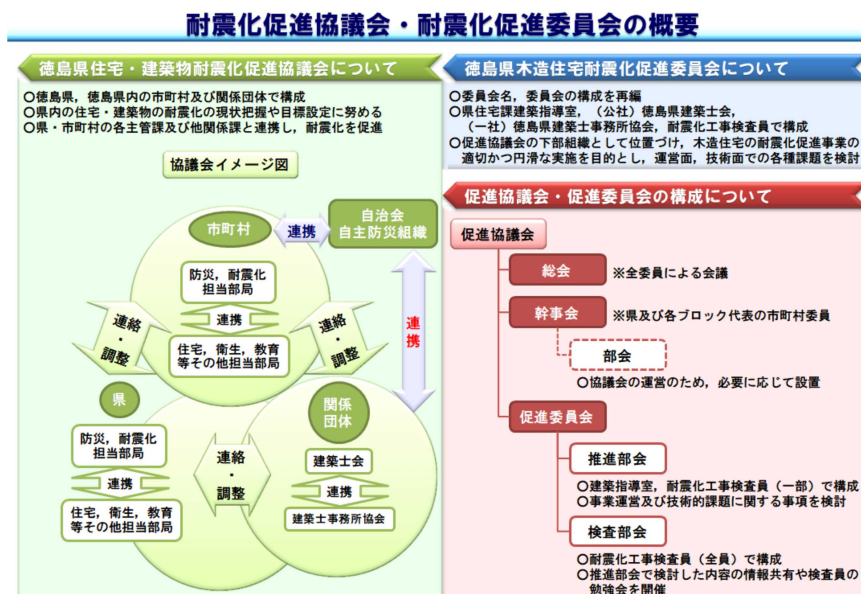 耐震化促進協議会・耐震化促進委員会の概要
徳島県住宅・建築物耐震化促進協議会について
○徳島県，徳島県内の市町村及び関係団体で構成
○県内の住宅・建築物の耐震化の現状把握や目標設定に努める
○県・市町村の各主管課及び他関係課と連携し，耐震化を促進
協議会イメージ図
市町村
連携
自治会
自主防災組織
防災，耐震化
担当部局
連携
住宅，衛生，教育
等その他担当部局
連絡
・
調整
連絡
・
調整
連
携
県
防災，耐震化
担当部局
連携
住宅，衛生，教育
等その他担当部局
連絡
・
調整
関係
団体
建築士会
連携
建築士事務所協会
徳島県木造住宅耐震化促進委員会について
○委員会名，委員会の構成を再編
○県住宅課建築指導室，（公社）徳島県建築士会，
（一社）徳島県建築士事務所協会，耐震化工事検査員で構成
○促進協議会の下部組織として位置づけ，木造住宅の耐震化促進事業の
適切かつ円滑な実施を目的とし，運営面，技術面での各種課題を検討
促進協議会・促進委員会の構成について
促進協議会
総会
※全委員による会議
幹事会
※県及び各ブロック代表の市町村委員
部会
○協議会の運営のため，必要に応じて設置
促進委員会
推進部会
○建築指導室，耐震化工事検査員（一部）で構成
○事業運営及び技術的課題に関する事項を検討
検査部会
○耐震化工事検査員（全員）で構成
○推進部会で検討した内容の情報共有や検査員の
勉強会を開催